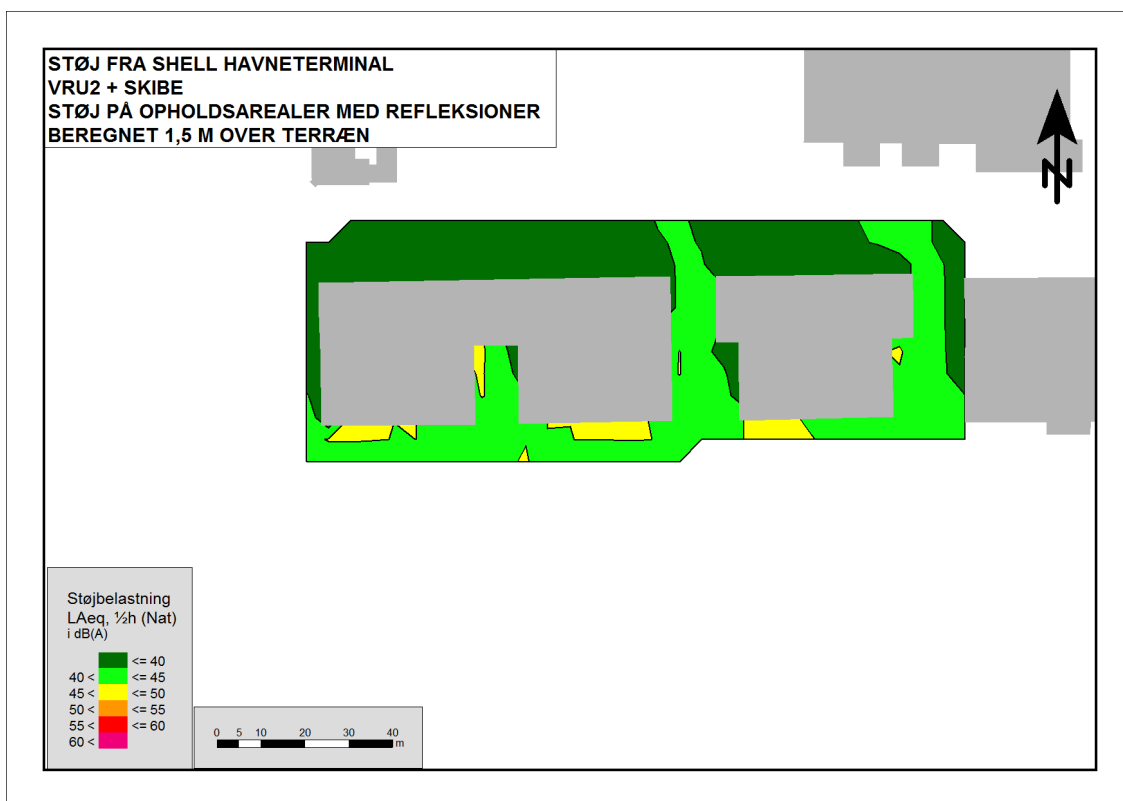 STØJ FRA SHELL HAVNETERMINAL
VRU2 + SKIBE
STØJ PÅ OPHOLDSAREALER MED REFLEKSIONER
BEREGNET 1,5 M OVER TERRÆN
N
Støjbelastning
LAeq, ½h (Nat)
i dB(A)
<= 40
40 < <= 45
45 < <= 50
50 < <= 55
55 < <= 60
60 <
0 5 10 20 30 40
m